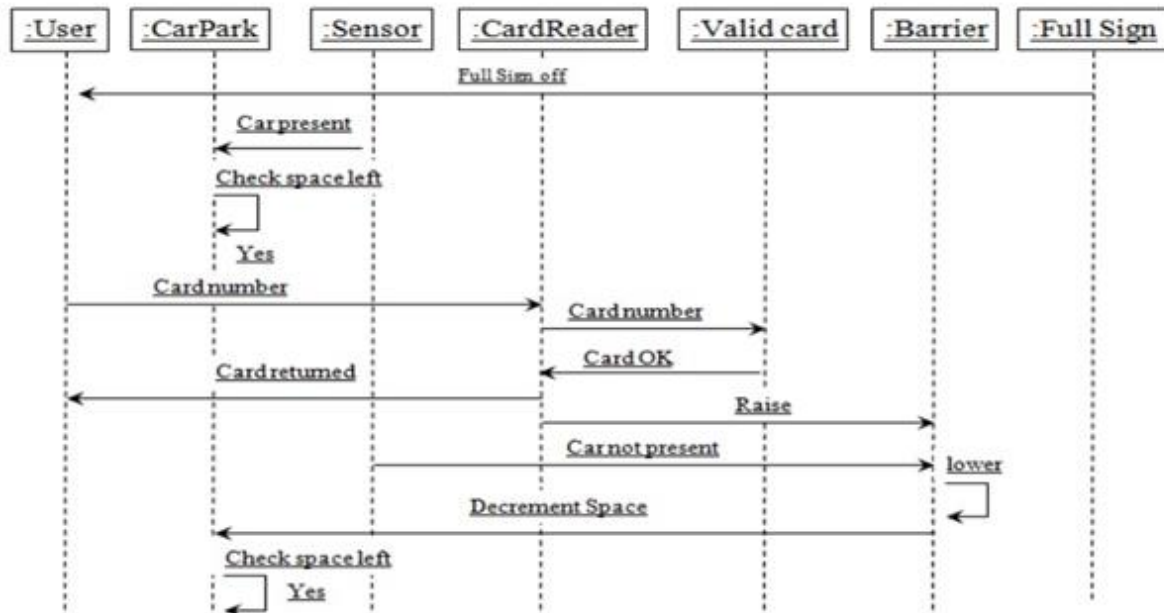 :User
:CarPark
:Sensor
:CardReader
:Valid card
:Barrier
:Full Sign
Full Sign off
Car present
Check space left
Yes
Card number
Card number
Card OK
Card returned
Raise
Car not present
lower
Decrement Space
Check space left
Yes